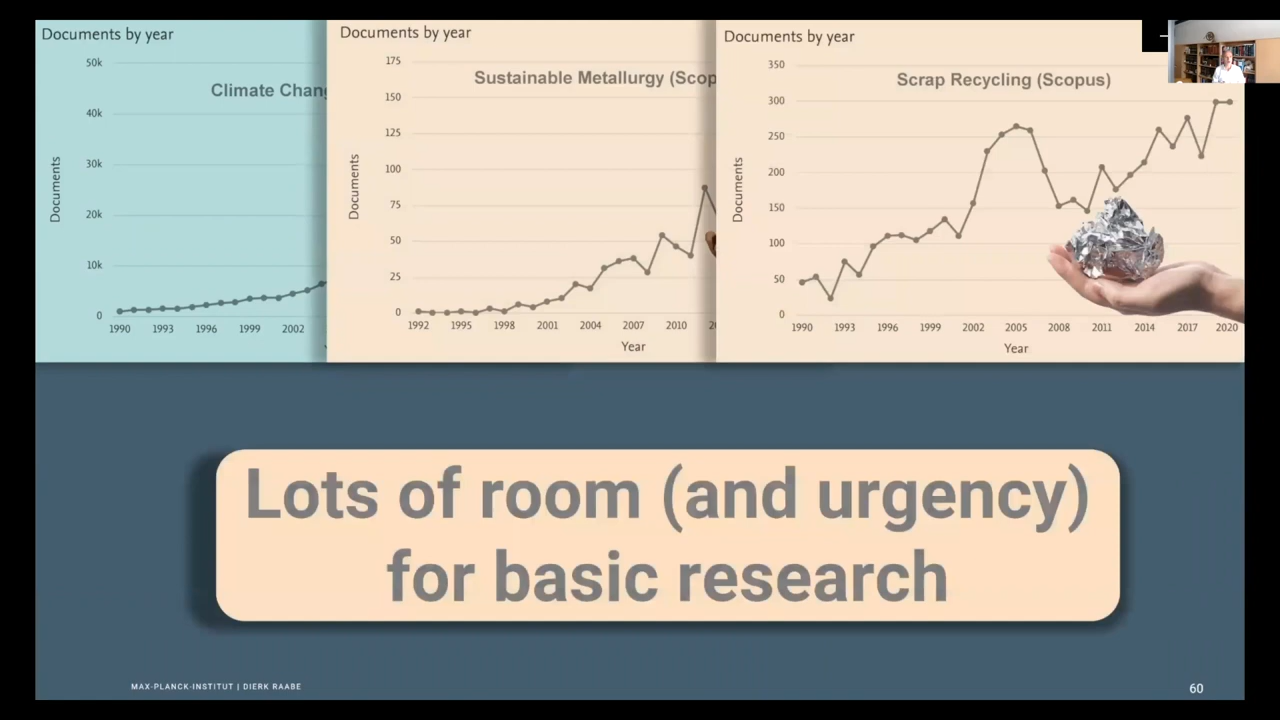 Documents by year
Climate Chan
50k
40k
30k
20k
10k
0
Documents
1990 1993 1996 1999 2002
Documents by year
Sustainable Metallurgy (Scop
175
150
125
100
75
50
25
0
Documents
1992 1995 1998 2001 2004 2007 2010
Year
Documents by year
Scrap Recycling (Scopus)
350
300
250
200
150
100
50
0
Documents
1990 1993 1996 1999 2002 2005 2008 2011 2014 2017 2020
Year
Lots of room (and urgency)
for basic research
MAX-PLANCK-INSTITUT | DIERK RAABE
60